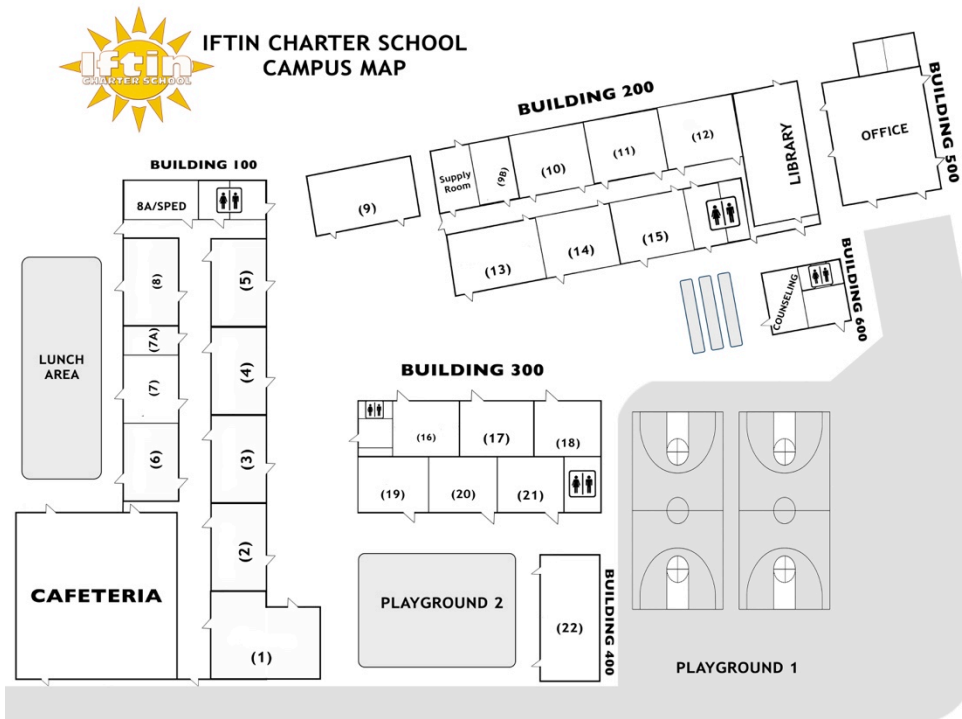 Iftin
CHARTER SCHOOL
IFTIN CHARTER SCHOOL
CAMPUS MAP
BUILDING 100
8A/SPED
(8)
(7A)
(7)
(6)
(5)
(4)
(3)
(2)
(1)
LUNCH
AREA
CAFETERIA
(9)
BUILDING 200
Supply
Room
(9B)
(10)
(11)
(12)
LIBRARY
(13)
(14)
(15)
OFFICE
BUILDING 500
COUNSELING
BUILDING 600
BUILDING 300
(16)
(17)
(18)
(19)
(20)
(21)
PLAYGROUND 2
(22)
BUILDING 400
PLAYGROUND 1